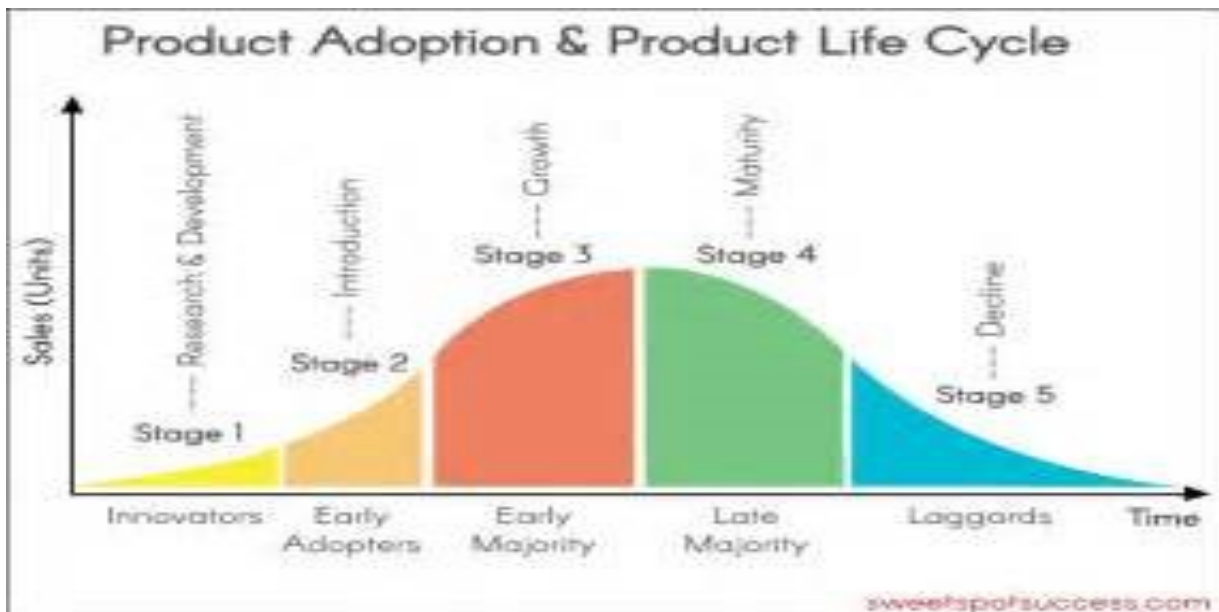 Product Adoption & Product Life Cycle
Sales (Units)
---- Research & Development
Stage 1
---- Introduction
Stage 2
---- Growth
Stage 3
---- Maturity
Stage 4
---- Decline
Stage 5
Innovators
Early
Adopters
Early
Majority
Late
Majority
Laggards
Time
sweetspotsuccess.com